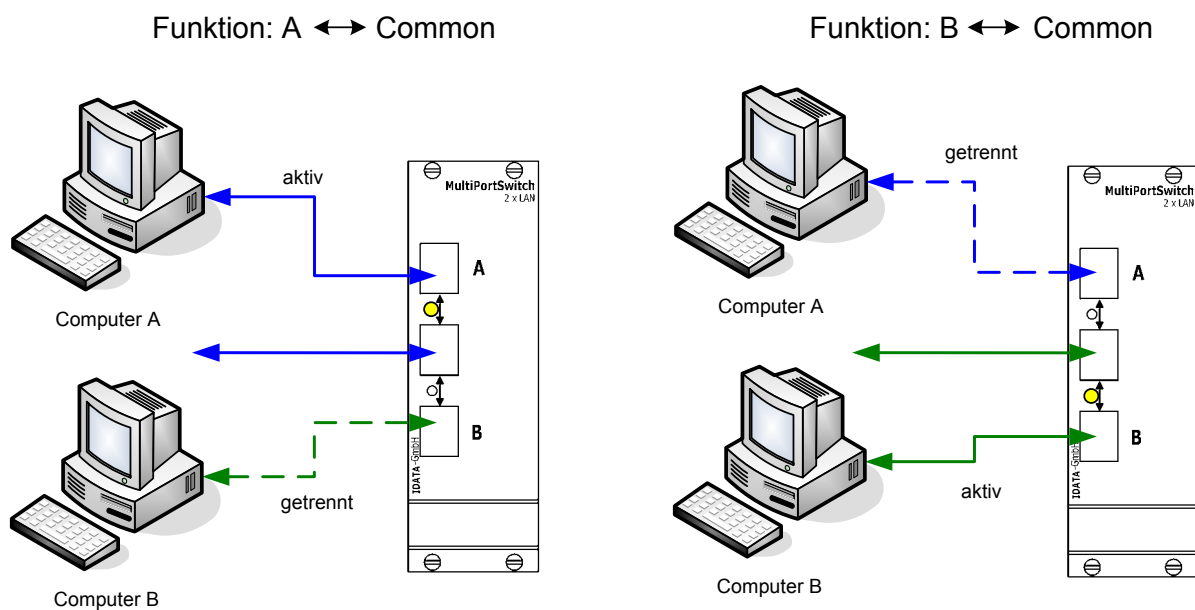 Funktion: A ↔ Common
aktiv
MultiPortSwitch
2 x LAN
A
Computer A
B
IDATA-GmbH
getrennt
Computer B
Funktion: B ↔ Common
getrennt
MultiPortSwitch
2 x LAN
A
Computer A
B
IDATA-GmbH
aktiv
Computer B